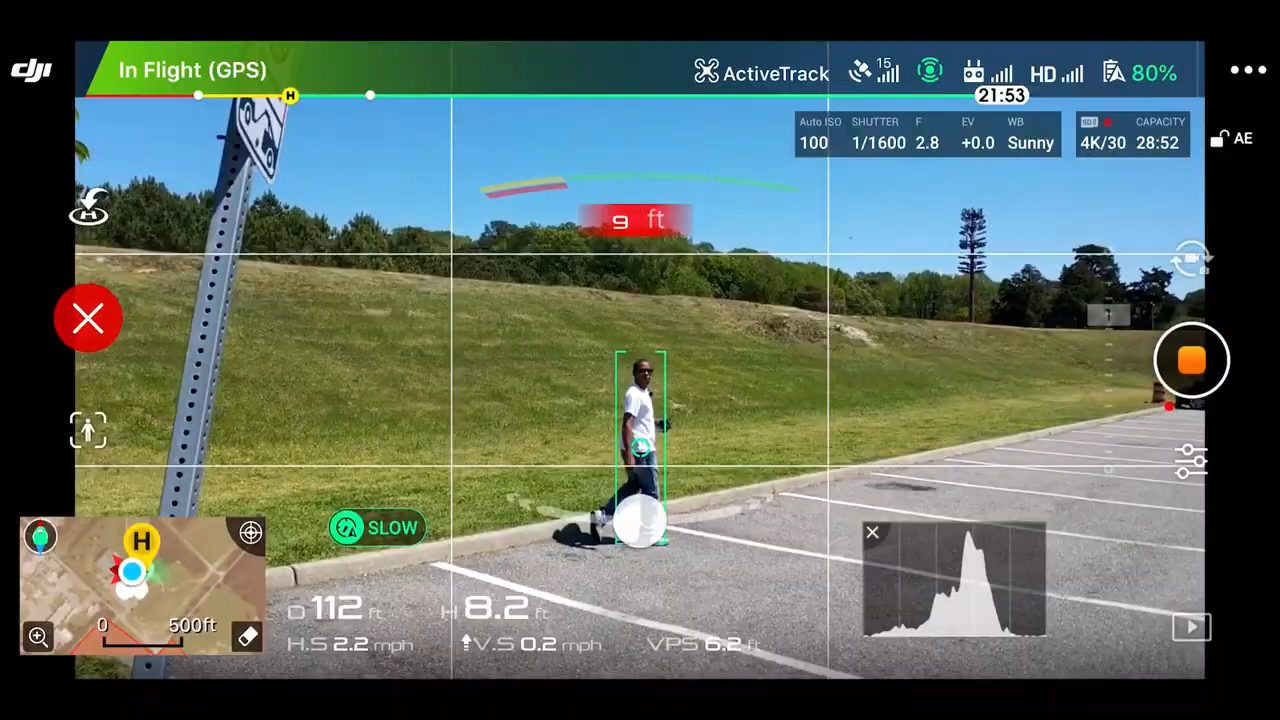 dji
In Flight (GPS)
ActiveTrack
15
HD
80%
H
21:53
Auto ISO
100
SHUTTER
1/1600
F
2.8
EV
+0.0
WB
Sunny
4K/30
CAPACITY
28:52
AE
H
9 ft
SLOW
H
0
500ft
D 112 ft
H 8.2 ft
H.S 2.2 mph
V.S 0.2 mph
VPS 6.2 ft